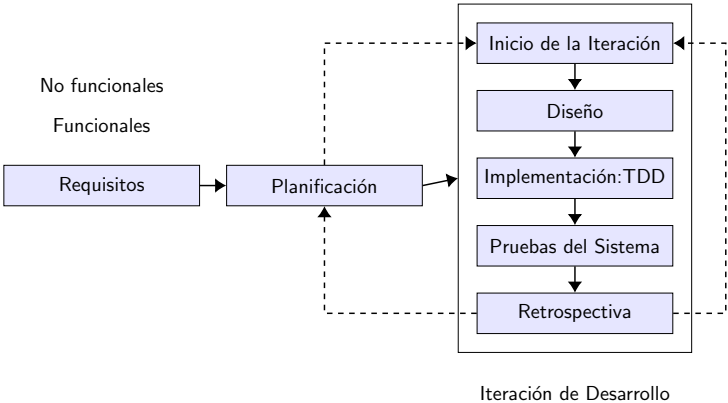 No funcionales
Funcionales
Requisitos
Planificación
Inicio de la Iteración
Diseño
Implementación:TDD
Pruebas del Sistema
Retrospectiva
Iteración de Desarrollo